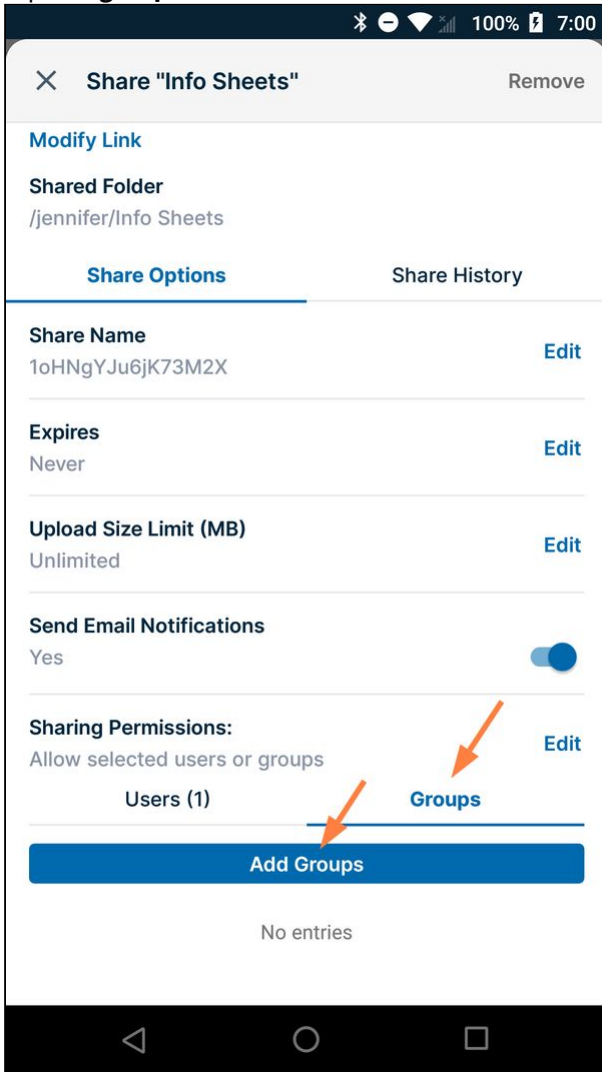 100% 7:00
Share "Info Sheets" Remove
Modify Link
Shared Folder
/jennifer/Info Sheets
Share Options Share History
Share Name
1oHNgYJu6jK73M2X Edit
Expires
Never Edit
Upload Size Limit (MB)
Unlimited Edit
Send Email Notifications
Yes
Sharing Permissions:
Allow selected users or groups Edit
Users (1) Groups
Add Groups
No entries